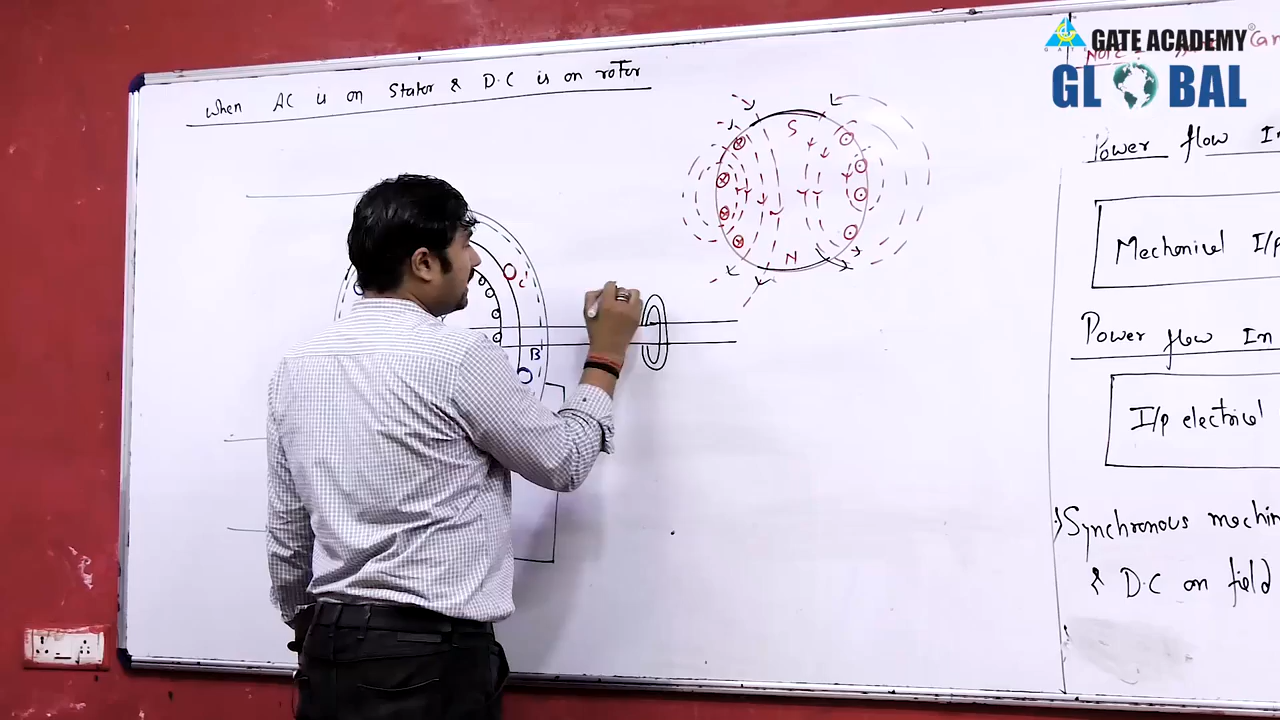 GATE ACADEMY
GLOBAL
When AC is on Stator & D.C is on rotor
S
N
C
B
Power flow In
Mechanical I/p
Power flow In
I/p electrical
Synchronous machin
& D.C on field